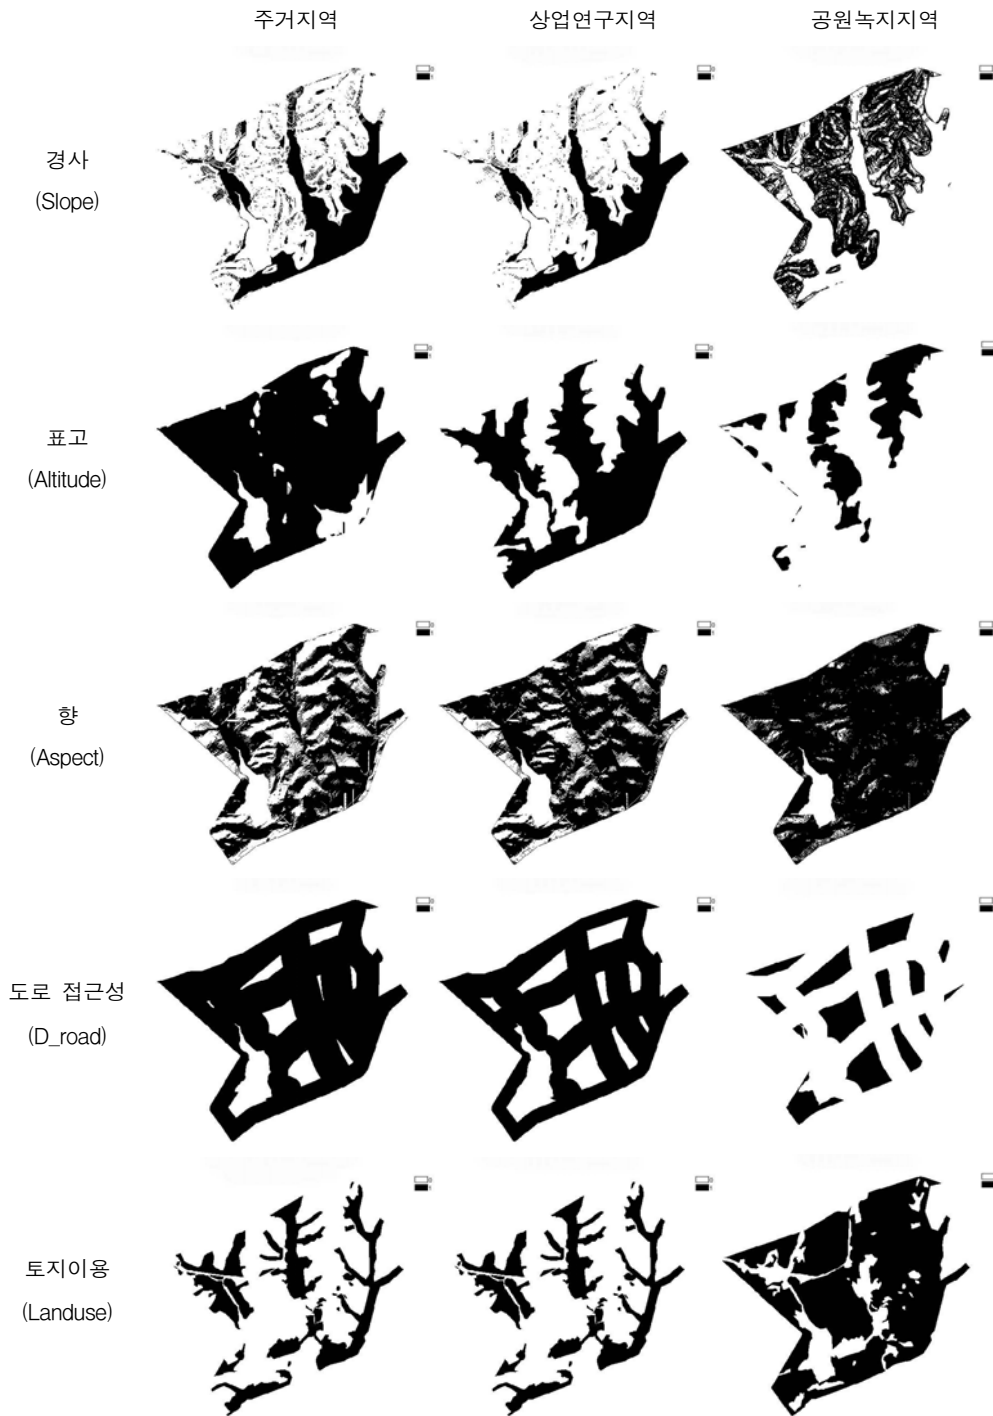 주거지역
상업연구지역
공원녹지지역
경사
(Slope)
표고
(Altitude)
향
(Aspect)
도로 접근성
(D_road)
토지이용
(Landuse)